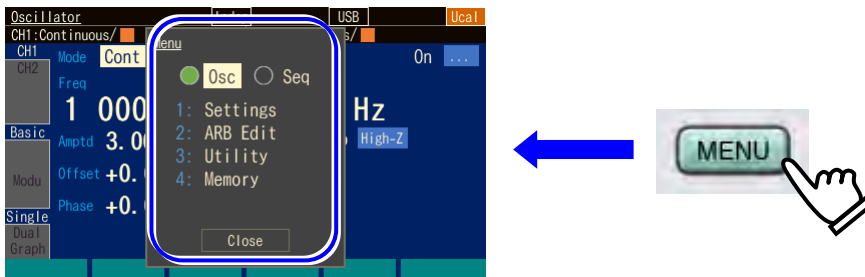 Oscillator USB Ucal
CH1:Continuous/ s/
CH1 Mode Cont On ...
CH2
Menu
Osc Seq
Freq
1 000 Hz
1: Settings
2: ARB Edit
3: Utility
4: Memory
Basic Amptd 3.0 High-Z
Modu Offset +0.
Phase +0.
Single
Dual
Graph
Close
MENU